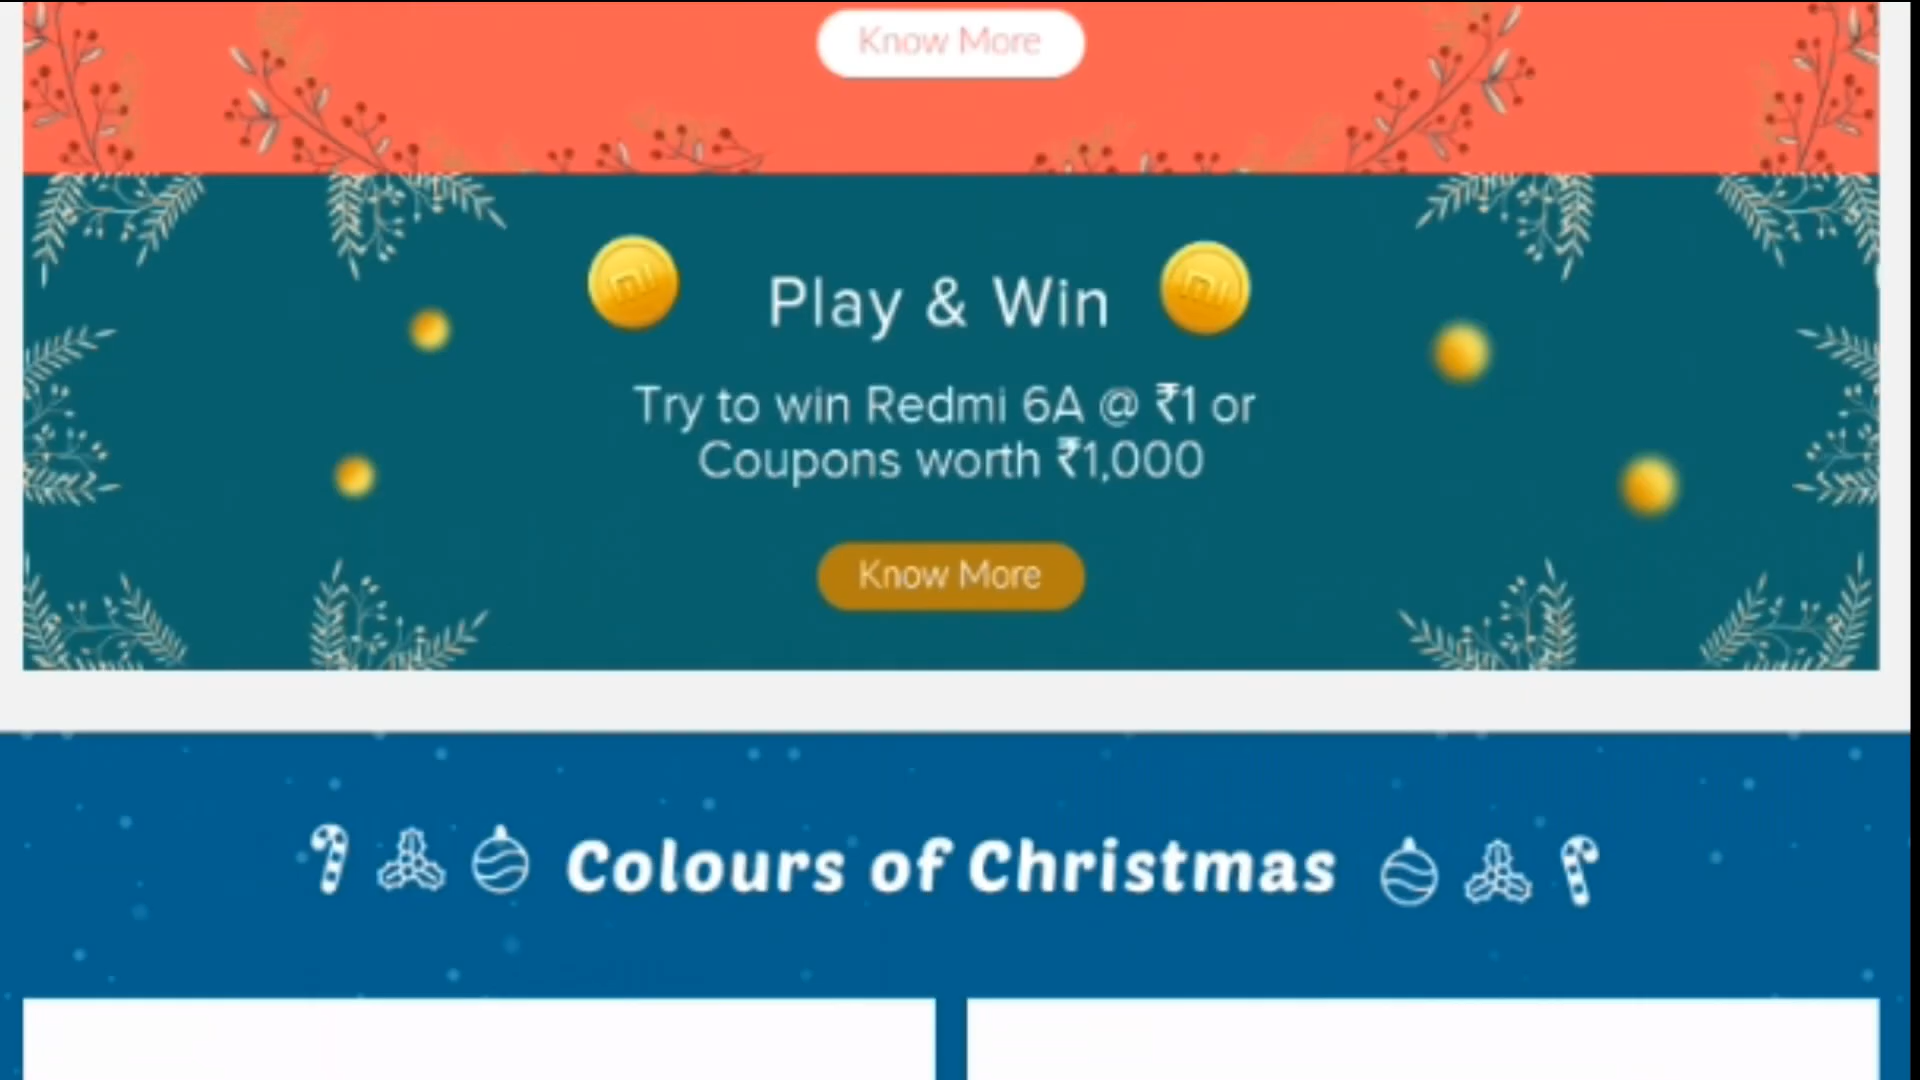 Know More
Play & Win
Try to win Redmi 6A @ ₹1 or
Coupons worth ₹1,000
Know More
Colours of Christmas